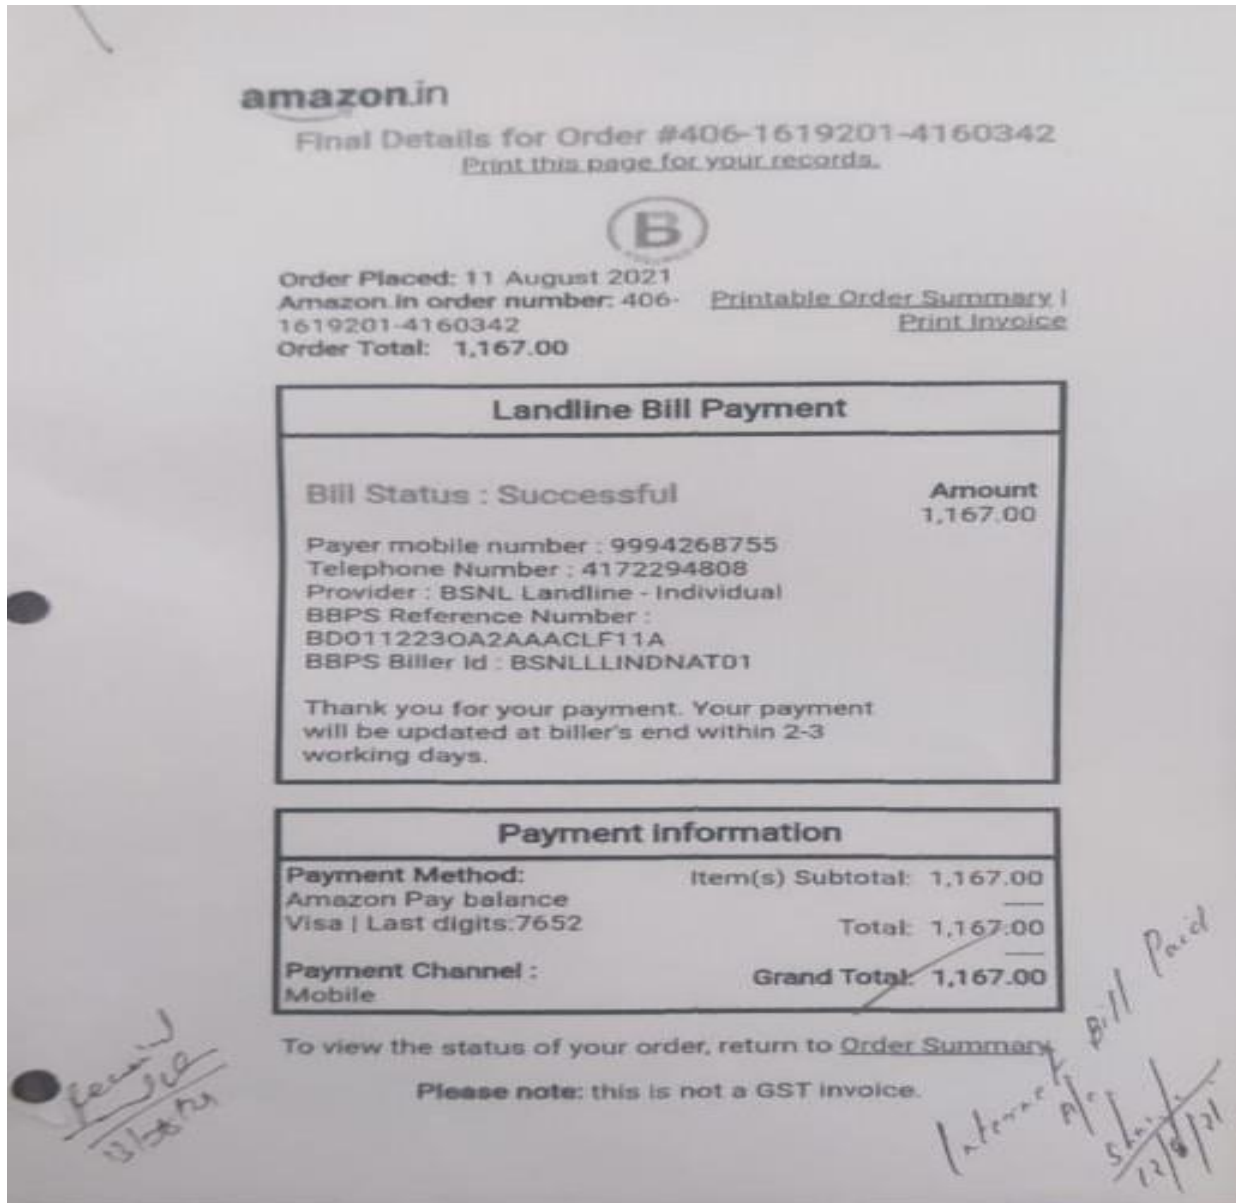 amazon.in
Final Details for Order #406-1619201-4160342
Print this page for your records.
B
Order Placed: 11 August 2021
Amazon.in order number: 406-
1619201-4160342
Order Total: 1,167.00
Printable Order Summary |
Print Invoice
Landline Bill Payment
Bill Status : Successful
Amount
1,167.00
Payer mobile number : 9994268755
Telephone Number : 4172294808
Provider : BSNL Landline - Individual
BBPS Reference Number :
BD011223OA2AAACLF11A
BBPS Biller Id : BSNLLLINDNAT01
Thank you for your payment. Your payment
will be updated at biller's end within 2-3
working days.
Payment information
Payment Method:
Amazon Pay balance
Visa | Last digits:7652
Payment Channel :
Mobile
Item(s) Subtotal: 1,167.00
Total: 1,167.00
Grand Total: 1,167.00
To view the status of your order, return to Order Summary
Please note: this is not a GST invoice.
Internet Bill Paid
12/8/21